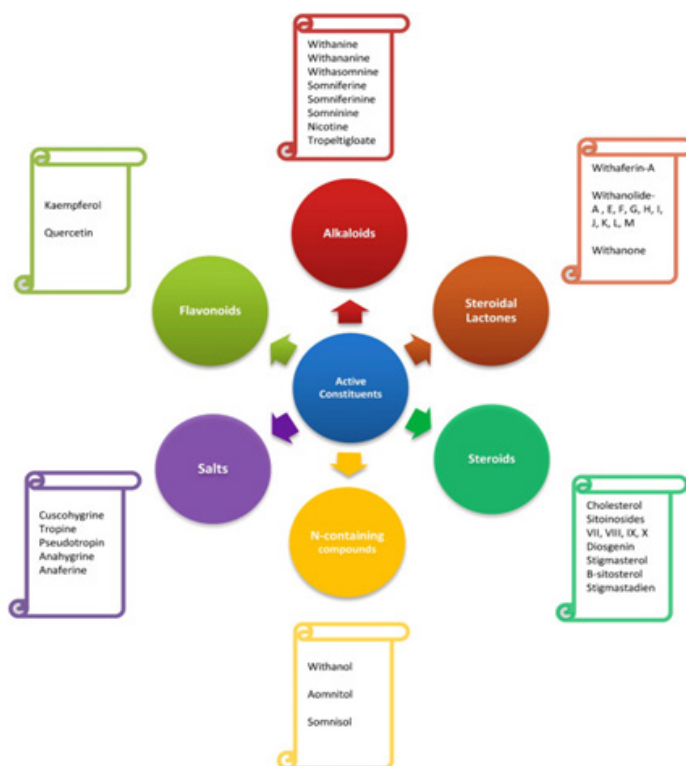 Withanine
Withananine
Withasomnine
Somniferine
Somniferinine
Somninine
Nicotine
Tropeltigloate
Alkaloids
Kaempferol
Quercetin
Flavonoids
Withaferin-A
Withanolide-
A , E, F, G, H, I,
J, K, L, M
Withanone
Steroidal
Lactones
Active
Constituents
Salts
Cuscohygrine
Tropine
Pseudotropin
Anahygrine
Anaferine
Steroids
Cholesterol
Sitoinosides
VII, VIII, IX, X
Diosgenin
Stigmasterol
B-sitosterol
Stigmastadien
N-containing
compounds
Withanol
Aomnitol
Somnisol